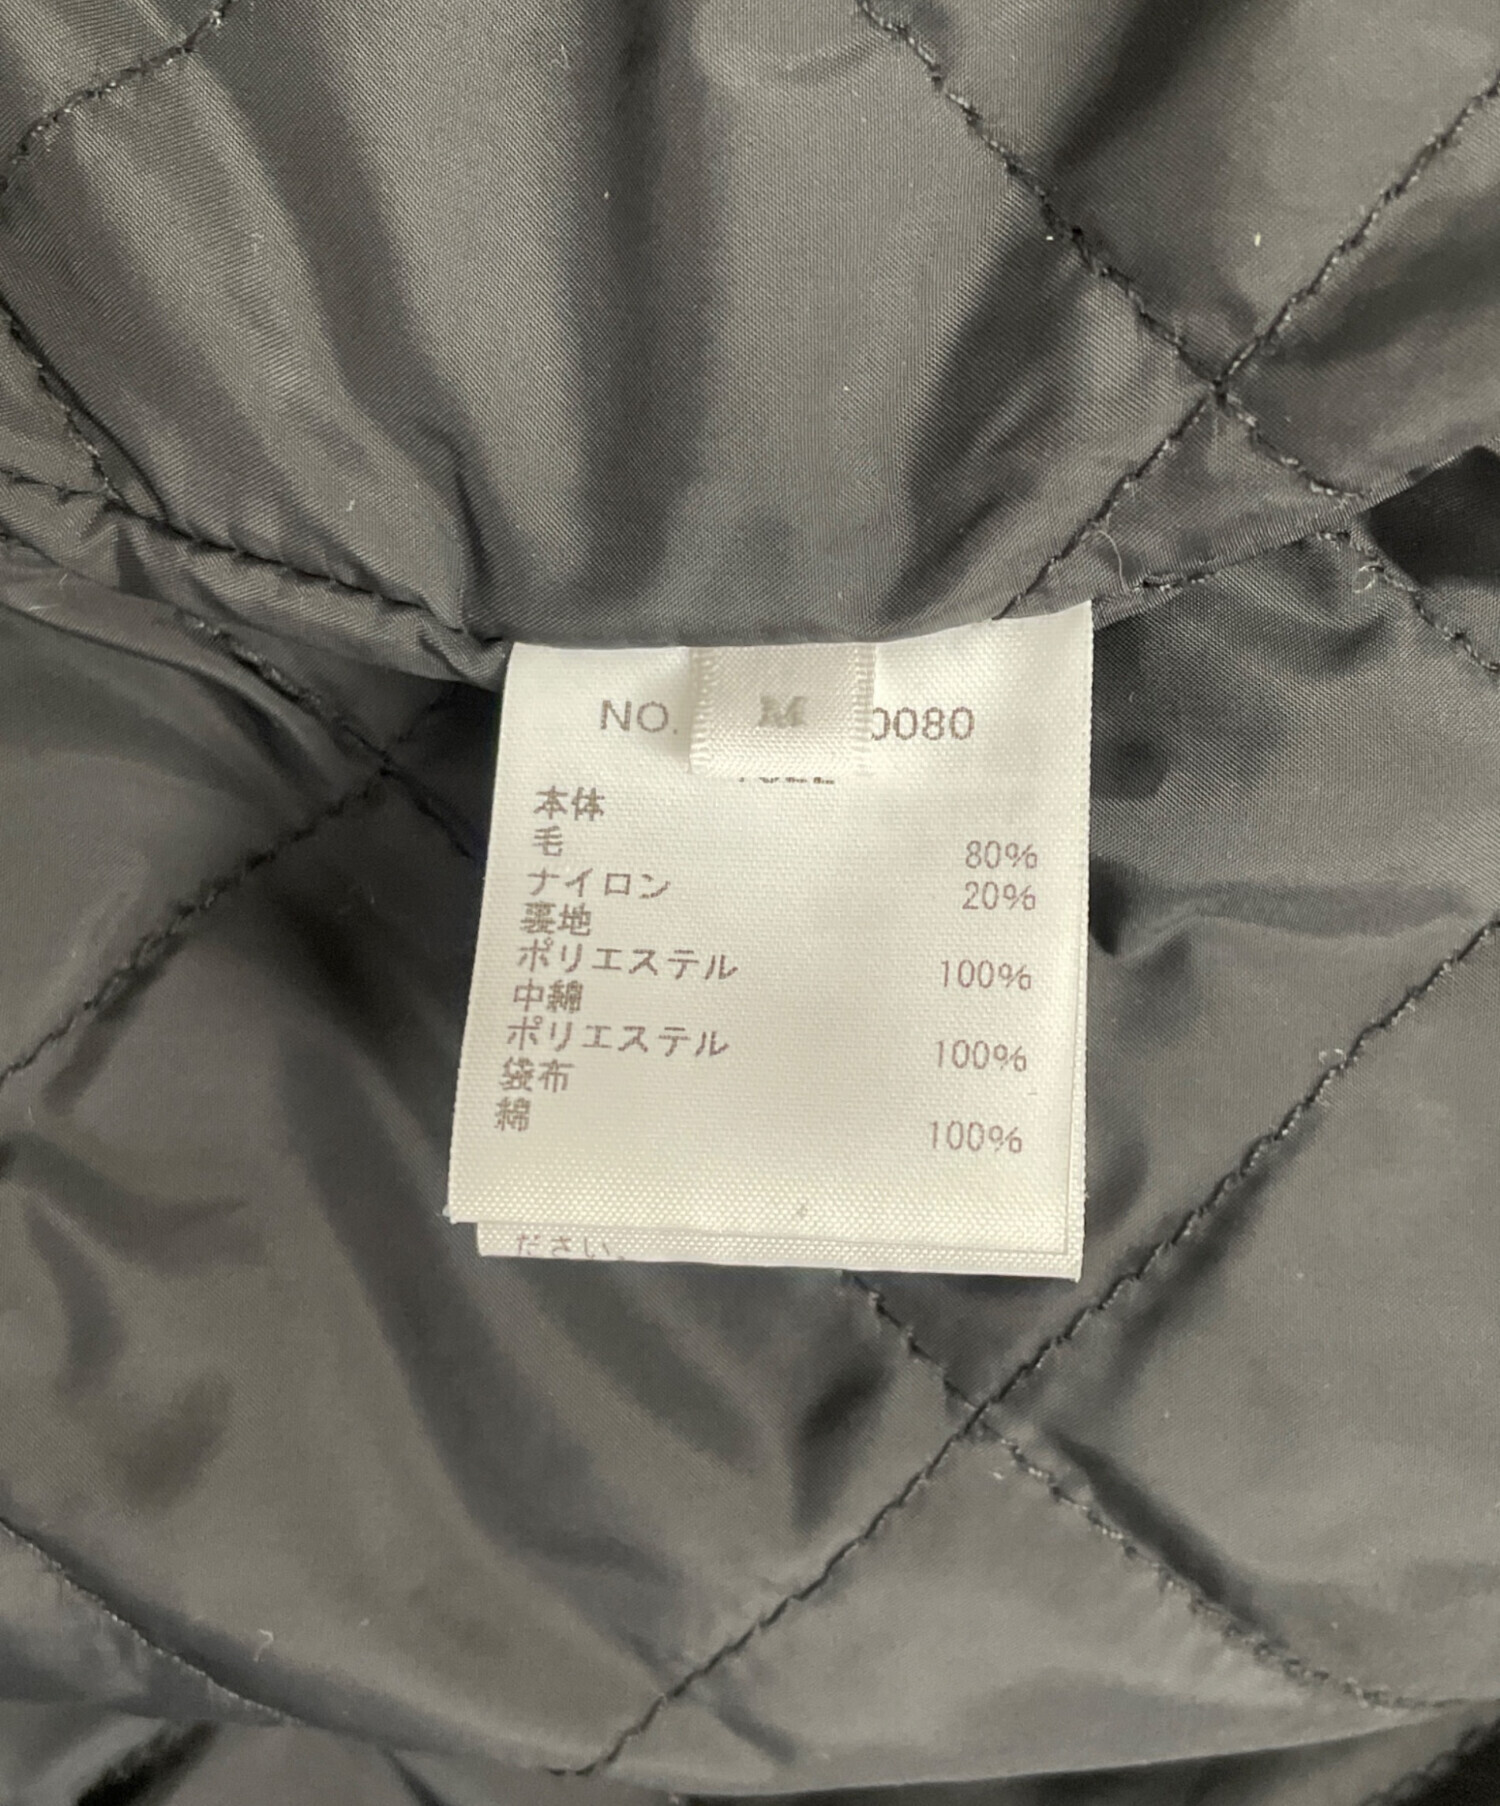 NO. 0080
M
本体
毛 80%
ナイロン 20%
裏地
ポリエステル 100%
中綿
ポリエステル 100%
袋布
綿 100%
ださい。